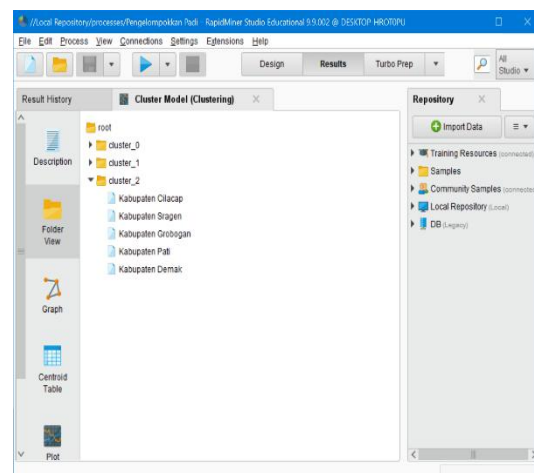 //Local Repository/processes/Pengelompokkan Padi - RapidMiner Studio Educational 9.9.002 @ DESKTOP-HROT0PU
File Edit Process View Connections Settings Extensions Help
Design Results Turbo Prep
All Studio
Result History
Cluster Model (Clustering)
Repository
Import Data
Description
Folder View
Graph
Centroid Table
Plot
root
cluster_0
cluster_1
cluster_2
Kabupaten Cilacap
Kabupaten Sragen
Kabupaten Grobogan
Kabupaten Pati
Kabupaten Demak
Training Resources (connected)
Samples
Community Samples (connected)
Local Repository (Local)
DB (Legacy)